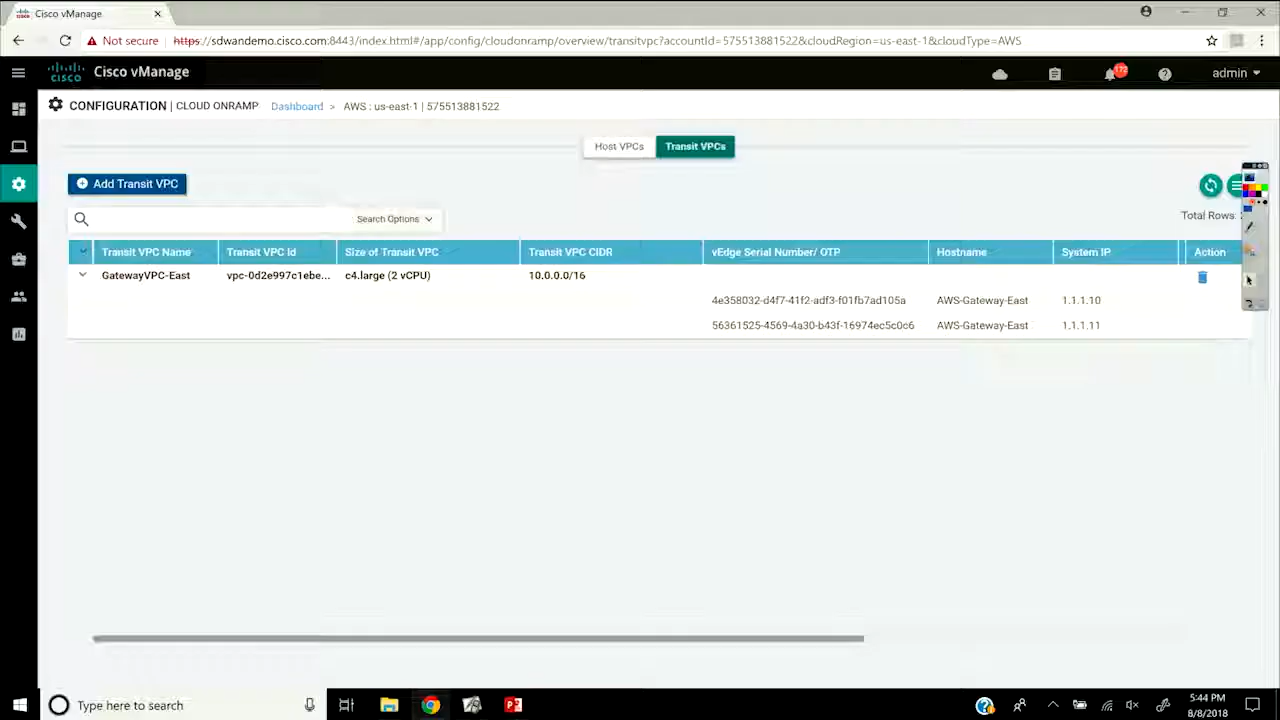 Cisco vManage
Not secure https://sdwandemo.cisco.com:8443/index.html#/app/config/cloudonramp/overview/transitvpc?accountId=575513881522&cloudRegion=us-east-1&cloudType=AWS
cisco Cisco vManage 172 admin
CONFIGURATION | CLOUD ONRAMP Dashboard > AWS : us-east-1 | 575513881522
Host VPCs Transit VPCs
Add Transit VPC
Search Options Total Rows:
Transit VPC Name Transit VPC Id Size of Transit VPC Transit VPC CIDR vEdge Serial Number/ OTP Hostname System IP Action
GatewayVPC-East vpc-0d2e997c1ebe... c4.large (2 vCPU) 10.0.0.0/16
4e358032-d4f7-41f2-adf3-f01fb7ad105a AWS-Gateway-East 1.1.1.10
56361525-4569-4a30-b43f-16974ec5c0c6 AWS-Gateway-East 1.1.1.11
Type here to search
5:44 PM
8/8/2018